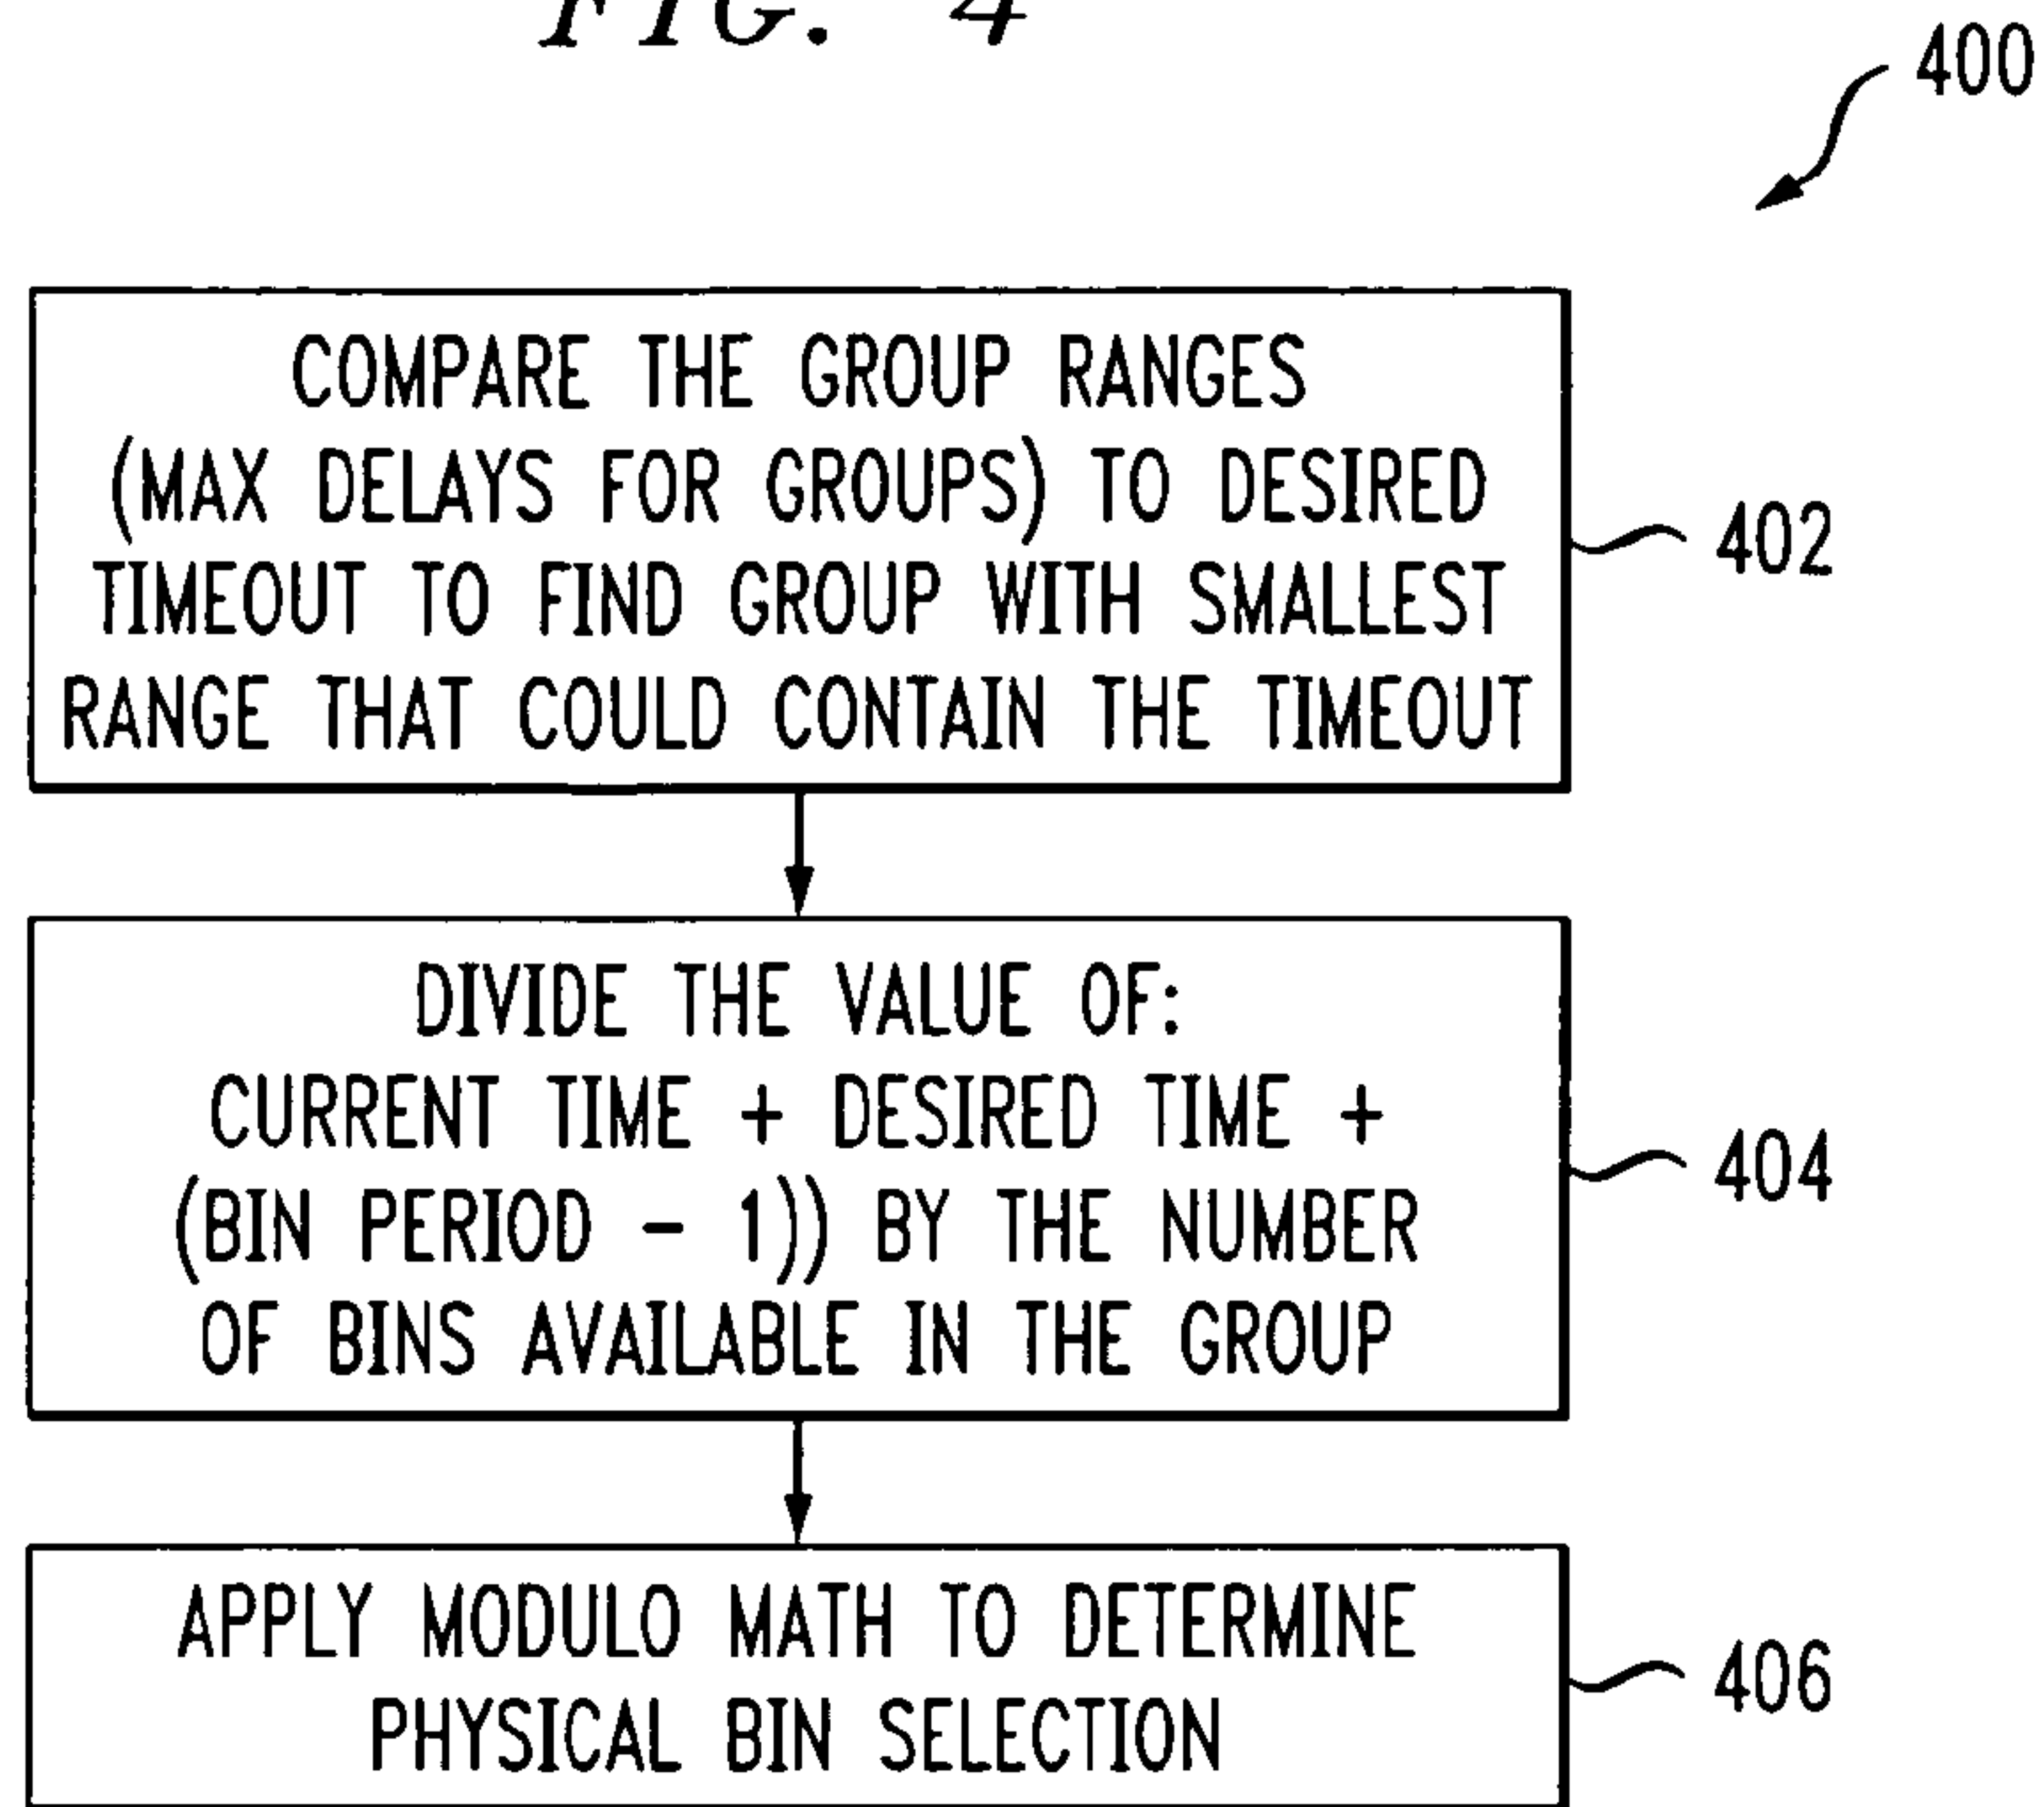 FIG. 4
400
COMPARE THE GROUP RANGES
(MAX DELAYS FOR GROUPS) TO DESIRED
TIMEOUT TO FIND GROUP WITH SMALLEST
RANGE THAT COULD CONTAIN THE TIMEOUT
402
DIVIDE THE VALUE OF:
CURRENT TIME + DESIRED TIME +
(BIN PERIOD - 1)) BY THE NUMBER
OF BINS AVAILABLE IN THE GROUP
404
APPLY MODULO MATH TO DETERMINE
PHYSICAL BIN SELECTION
406